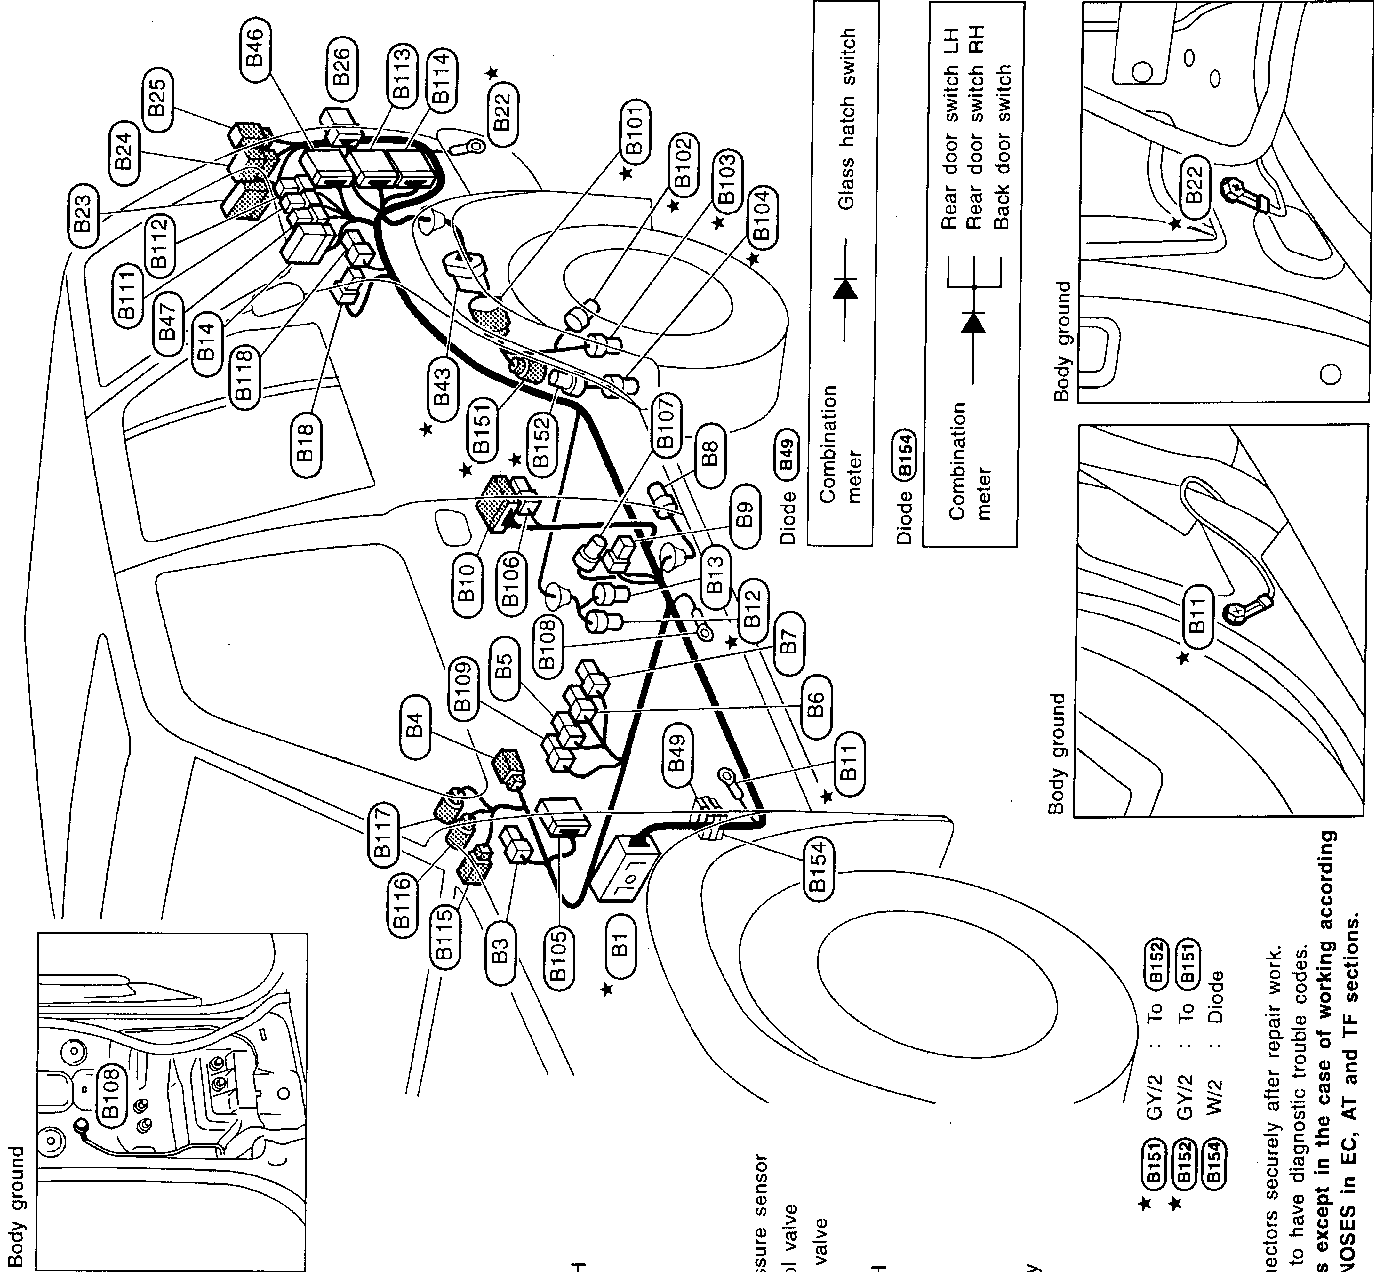 Body ground
B108
B1
B3
B105
B115
B116
B117
B4
B109
B5
B108
B10
B106
B18
B118
B14
B47
B111
B112
B23
B24
B25
B46
B26
B113
B114
B22
B101
B102
B103
B104
B43
B151
B152
B107
B8
B9
B13
B12
B7
B6
B49
B11
B154
Diode B49
Combination
meter
Glass hatch switch
Diode B154
Combination
meter
Rear door switch LH
Rear door switch RH
Back door switch
Body ground
B11
Body ground
B22
★ B151 GY/2 : To B152
★ B152 GY/2 : To B151
B154 W/2 : Diode
ssure sensor
ol valve
valve
H
H
y
nectors securely after repair work.
to have diagnostic trouble codes.
s except in the case of working according
NOSES in EC, AT and TF sections.